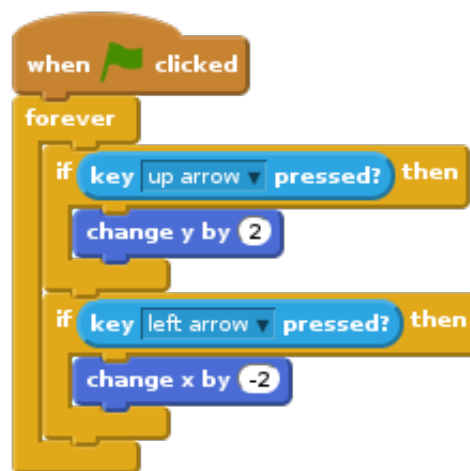 when clicked
forever
if key up arrow pressed? then
change y by 2
if key left arrow pressed? then
change x by -2